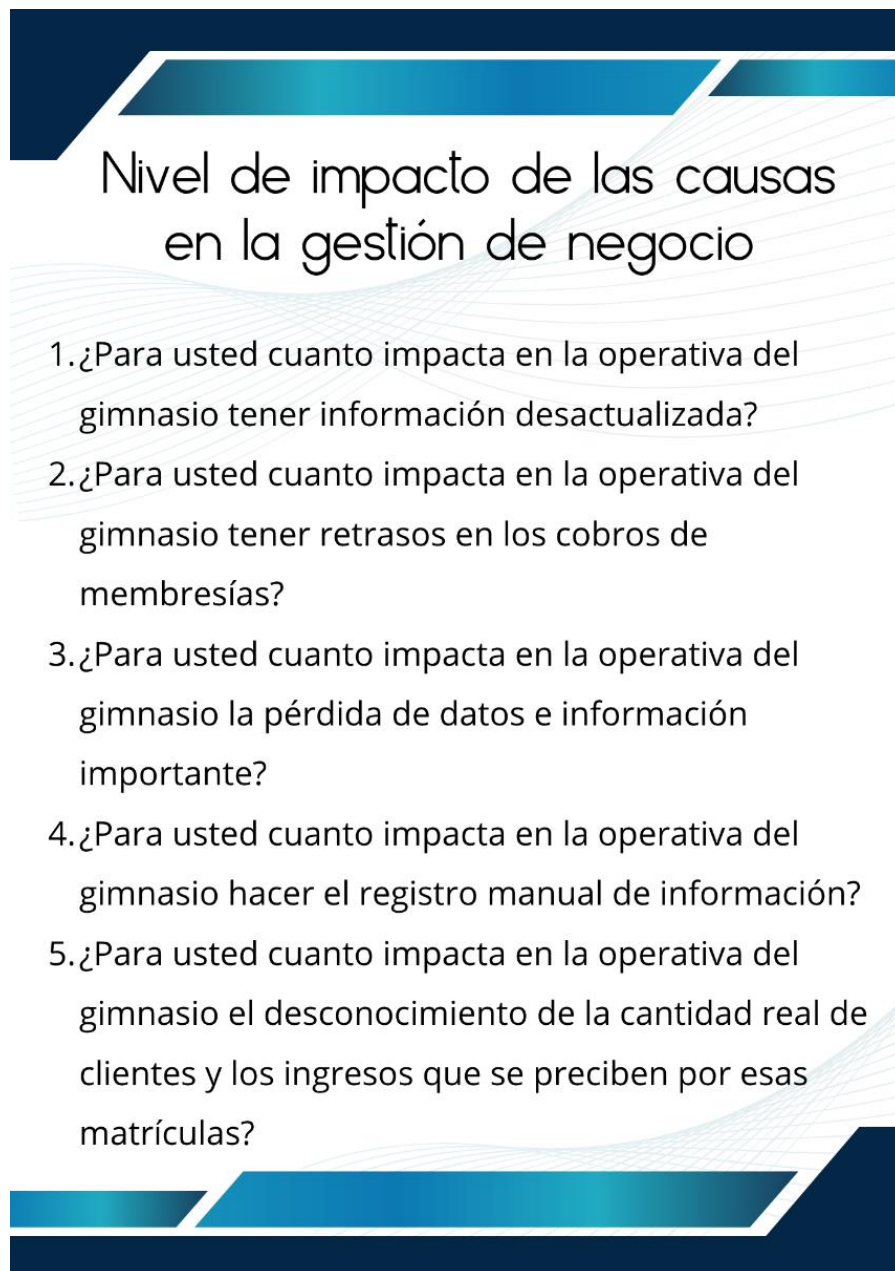 Nivel de impacto de las causas
en la gestión de negocio
1.¿Para usted cuanto impacta en la operativa del
gimnasio tener información desactualizada?
2.¿Para usted cuanto impacta en la operativa del
gimnasio tener retrasos en los cobros de
membresías?
3.¿Para usted cuanto impacta en la operativa del
gimnasio la pérdida de datos e información
importante?
4.¿Para usted cuanto impacta en la operativa del
gimnasio hacer el registro manual de información?
5.¿Para usted cuanto impacta en la operativa del
gimnasio el desconocimiento de la cantidad real de
clientes y los ingresos que se preciben por esas
matrículas?